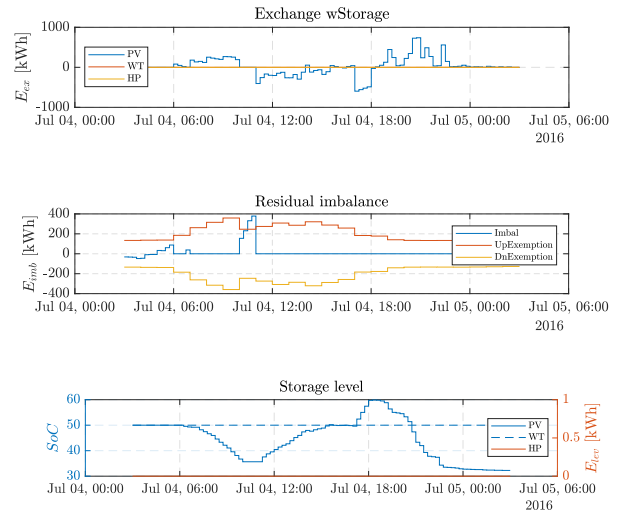 Exchange wStorage
1000
0
-1000
E_ex [kWh]
PV
WT
HP
Jul 04, 00:00 Jul 04, 06:00 Jul 04, 12:00 Jul 04, 18:00 Jul 05, 00:00 Jul 05, 06:00
2016
Residual imbalance
400
200
0
-200
-400
E_imb [kWh]
Imbal
UpExemption
DnExemption
Jul 04, 00:00 Jul 04, 06:00 Jul 04, 12:00 Jul 04, 18:00 Jul 05, 00:00 Jul 05, 06:00
2016
Storage level
60
50
40
30
SoC
PV
WT
HP
1
0.5
0
E_lev [kWh]
Jul 04, 00:00 Jul 04, 06:00 Jul 04, 12:00 Jul 04, 18:00 Jul 05, 00:00 Jul 05, 06:00
2016